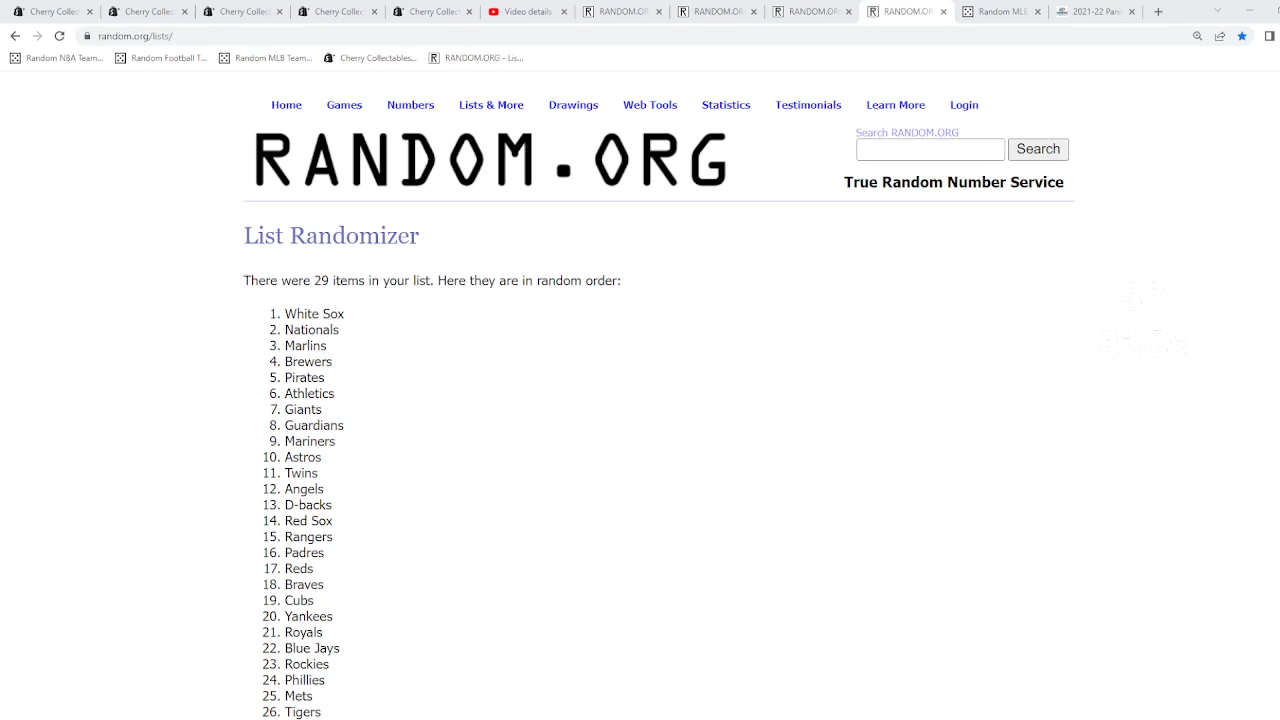 Cherry Collec
Cherry Collec
Cherry Collect
Cherry Collec
Cherry Collect
Video details
RANDOM.OR
RANDOM.OR
RANDOM.OR
RANDOM.OR
Random MLB
2021-22 Pani
random.org/lists/
Random NBA Team...
Random Football T...
Random MLB Team...
Cherry Collectables...
RANDOM.ORG - Lis...
Home
Games
Numbers
Lists & More
Drawings
Web Tools
Statistics
Testimonials
Learn More
Login
RANDOM.ORG
Search RANDOM.ORG
Search
True Random Number Service
List Randomizer
There were 29 items in your list. Here they are in random order:
1. White Sox
2. Nationals
3. Marlins
4. Brewers
5. Pirates
6. Athletics
7. Giants
8. Guardians
9. Mariners
10. Astros
11. Twins
12. Angels
13. D-backs
14. Red Sox
15. Rangers
16. Padres
17. Reds
18. Braves
19. Cubs
20. Yankees
21. Royals
22. Blue Jays
23. Rockies
24. Phillies
25. Mets
26. Tigers